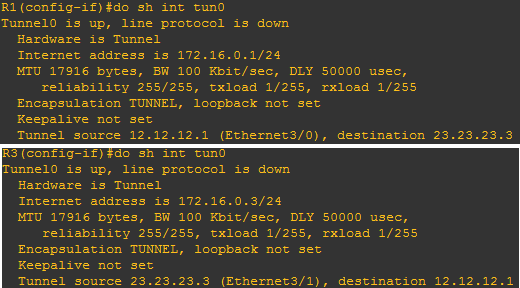 R1(config-if)#do sh int tun0
Tunnel0 is up, line protocol is down
Hardware is Tunnel
Internet address is 172.16.0.1/24
MTU 17916 bytes, BW 100 Kbit/sec, DLY 50000 usec,
reliability 255/255, txload 1/255, rxload 1/255
Encapsulation TUNNEL, loopback not set
Keepalive not set
Tunnel source 12.12.12.1 (Ethernet3/0), destination 23.23.23.3
R3(config-if)#do sh int tun0
Tunnel0 is up, line protocol is down
Hardware is Tunnel
Internet address is 172.16.0.3/24
MTU 17916 bytes, BW 100 Kbit/sec, DLY 50000 usec,
reliability 255/255, txload 1/255, rxload 1/255
Encapsulation TUNNEL, loopback not set
Keepalive not set
Tunnel source 23.23.23.3 (Ethernet3/1), destination 12.12.12.1